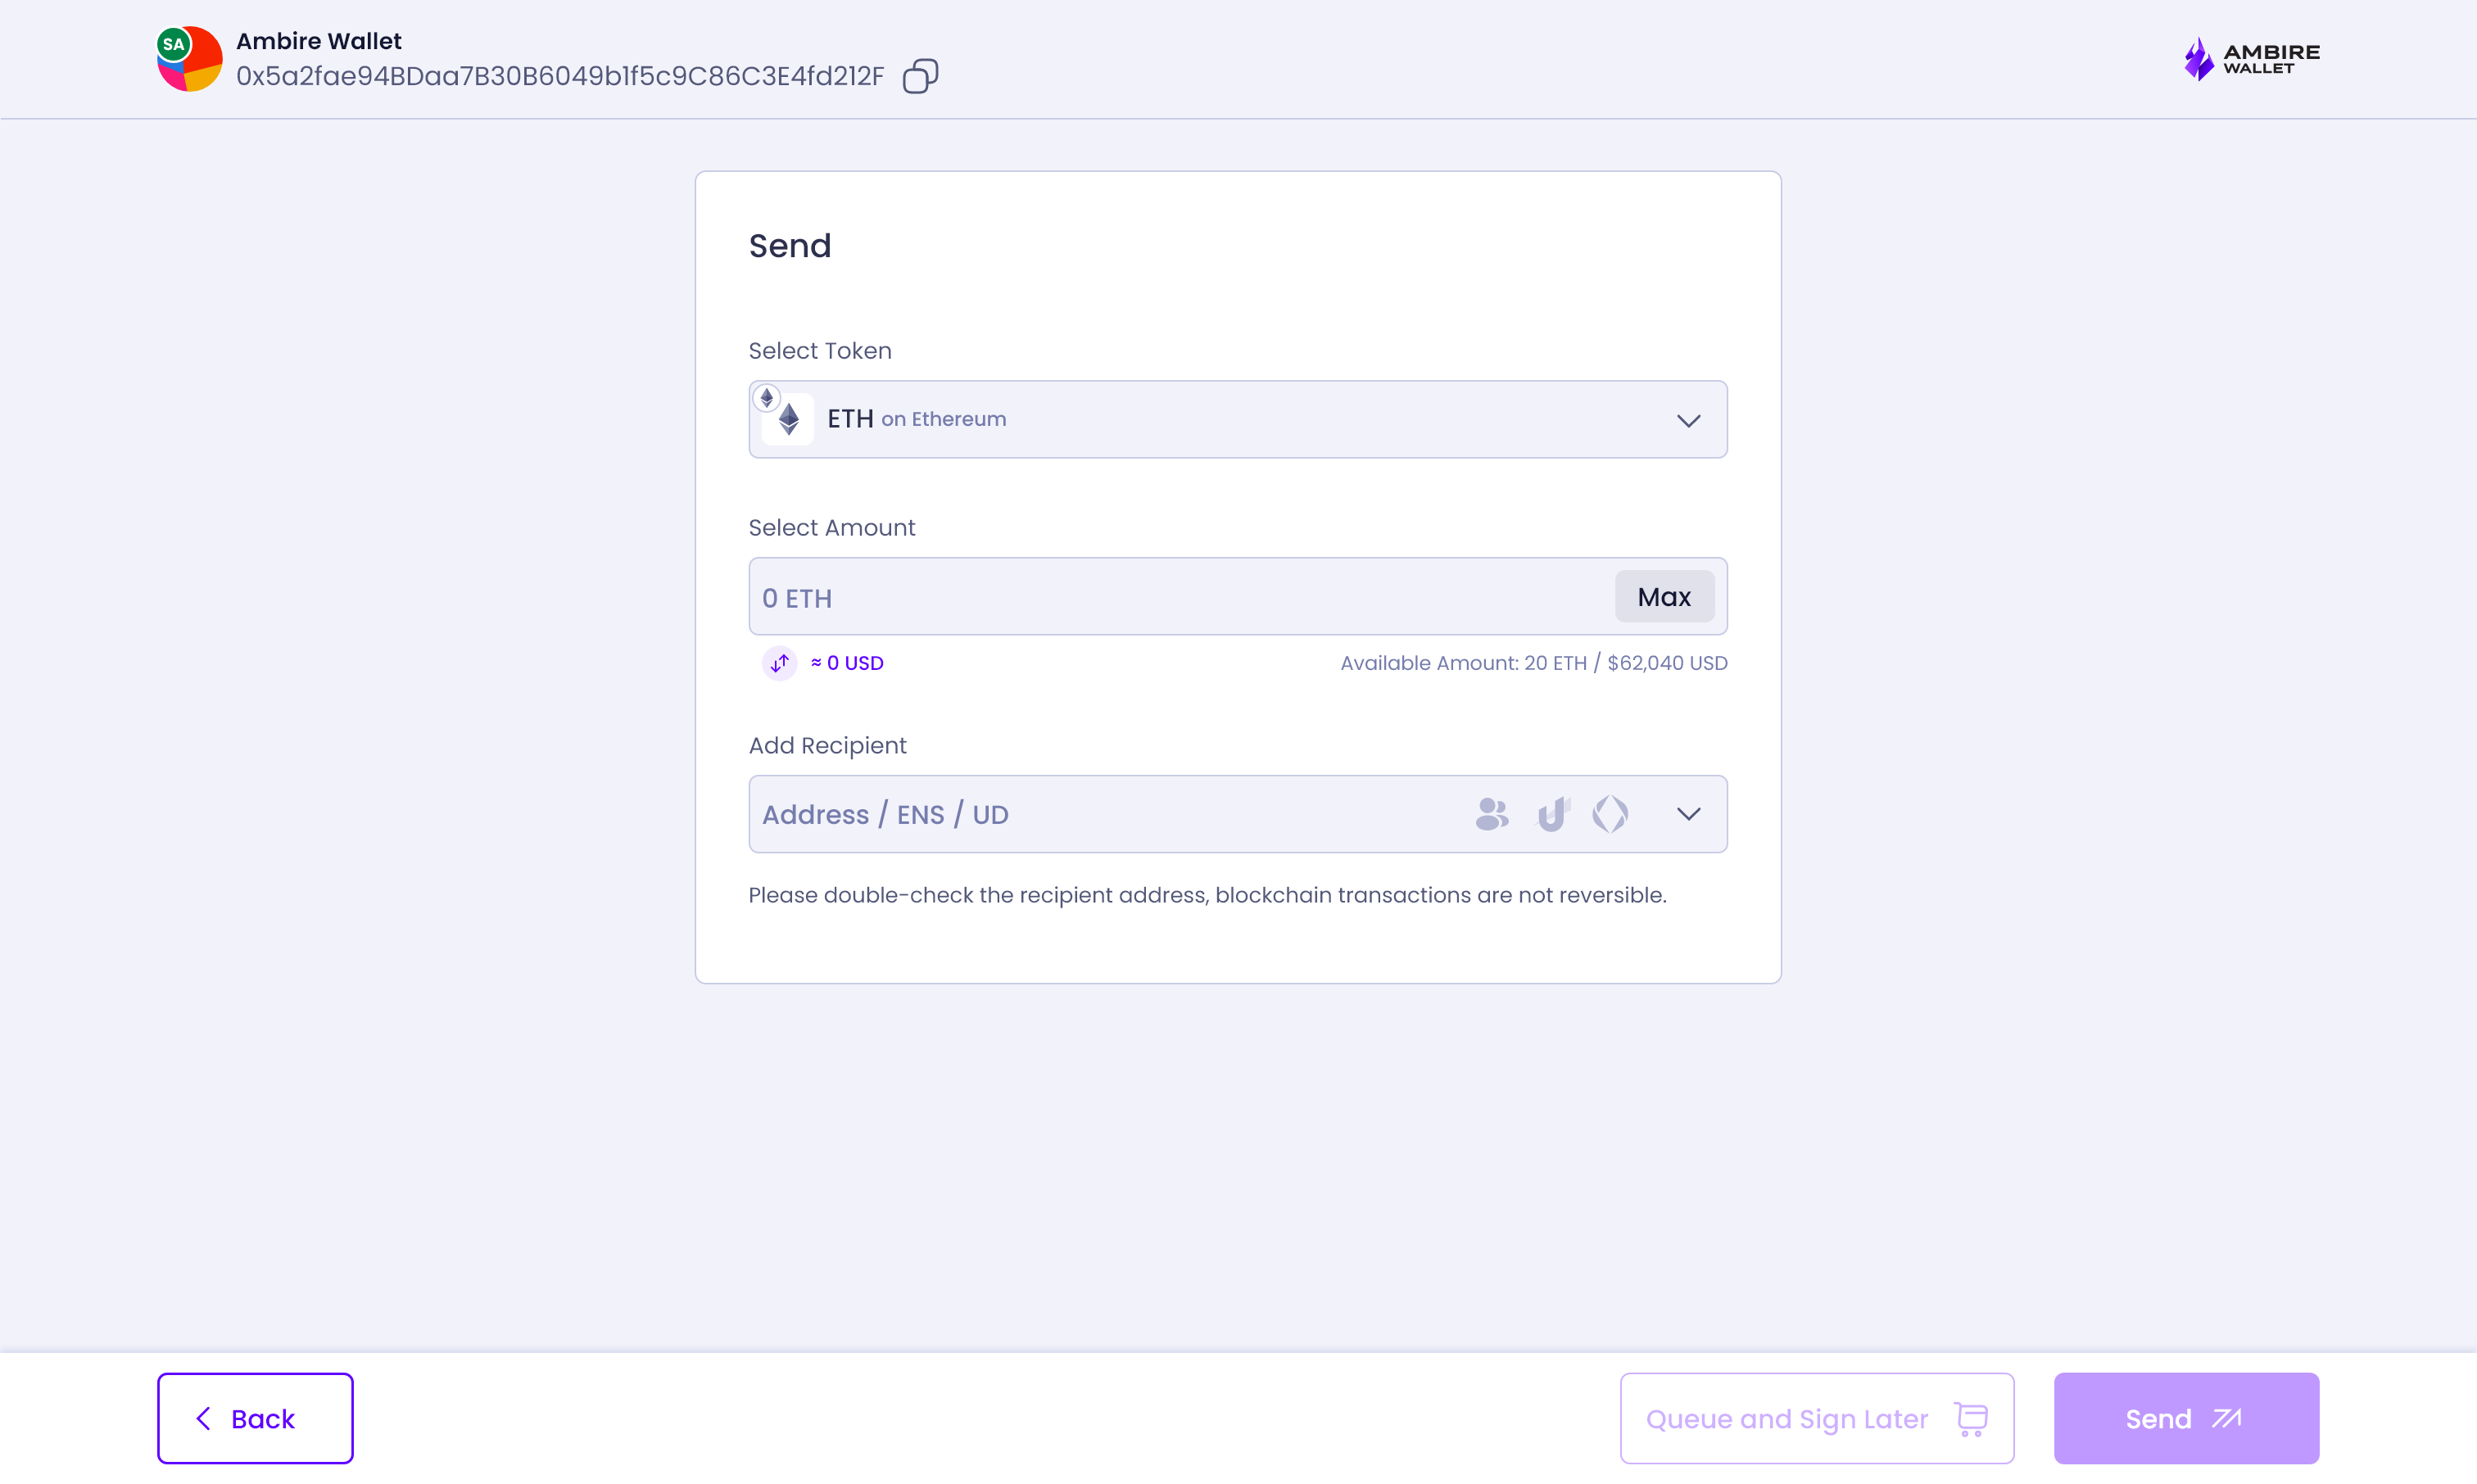 SA
Ambire Wallet
0x5a2fae94BDaa7B30B6049b1f5c9C86C3E4fd212F
AMBIRE
WALLET
Send
Select Token
ETH on Ethereum
Select Amount
0 ETH
Max
≈ 0 USD
Available Amount: 20 ETH / $62,040 USD
Add Recipient
Address / ENS / UD
Please double-check the recipient address, blockchain transactions are not reversible.
Back
Queue and Sign Later
Send